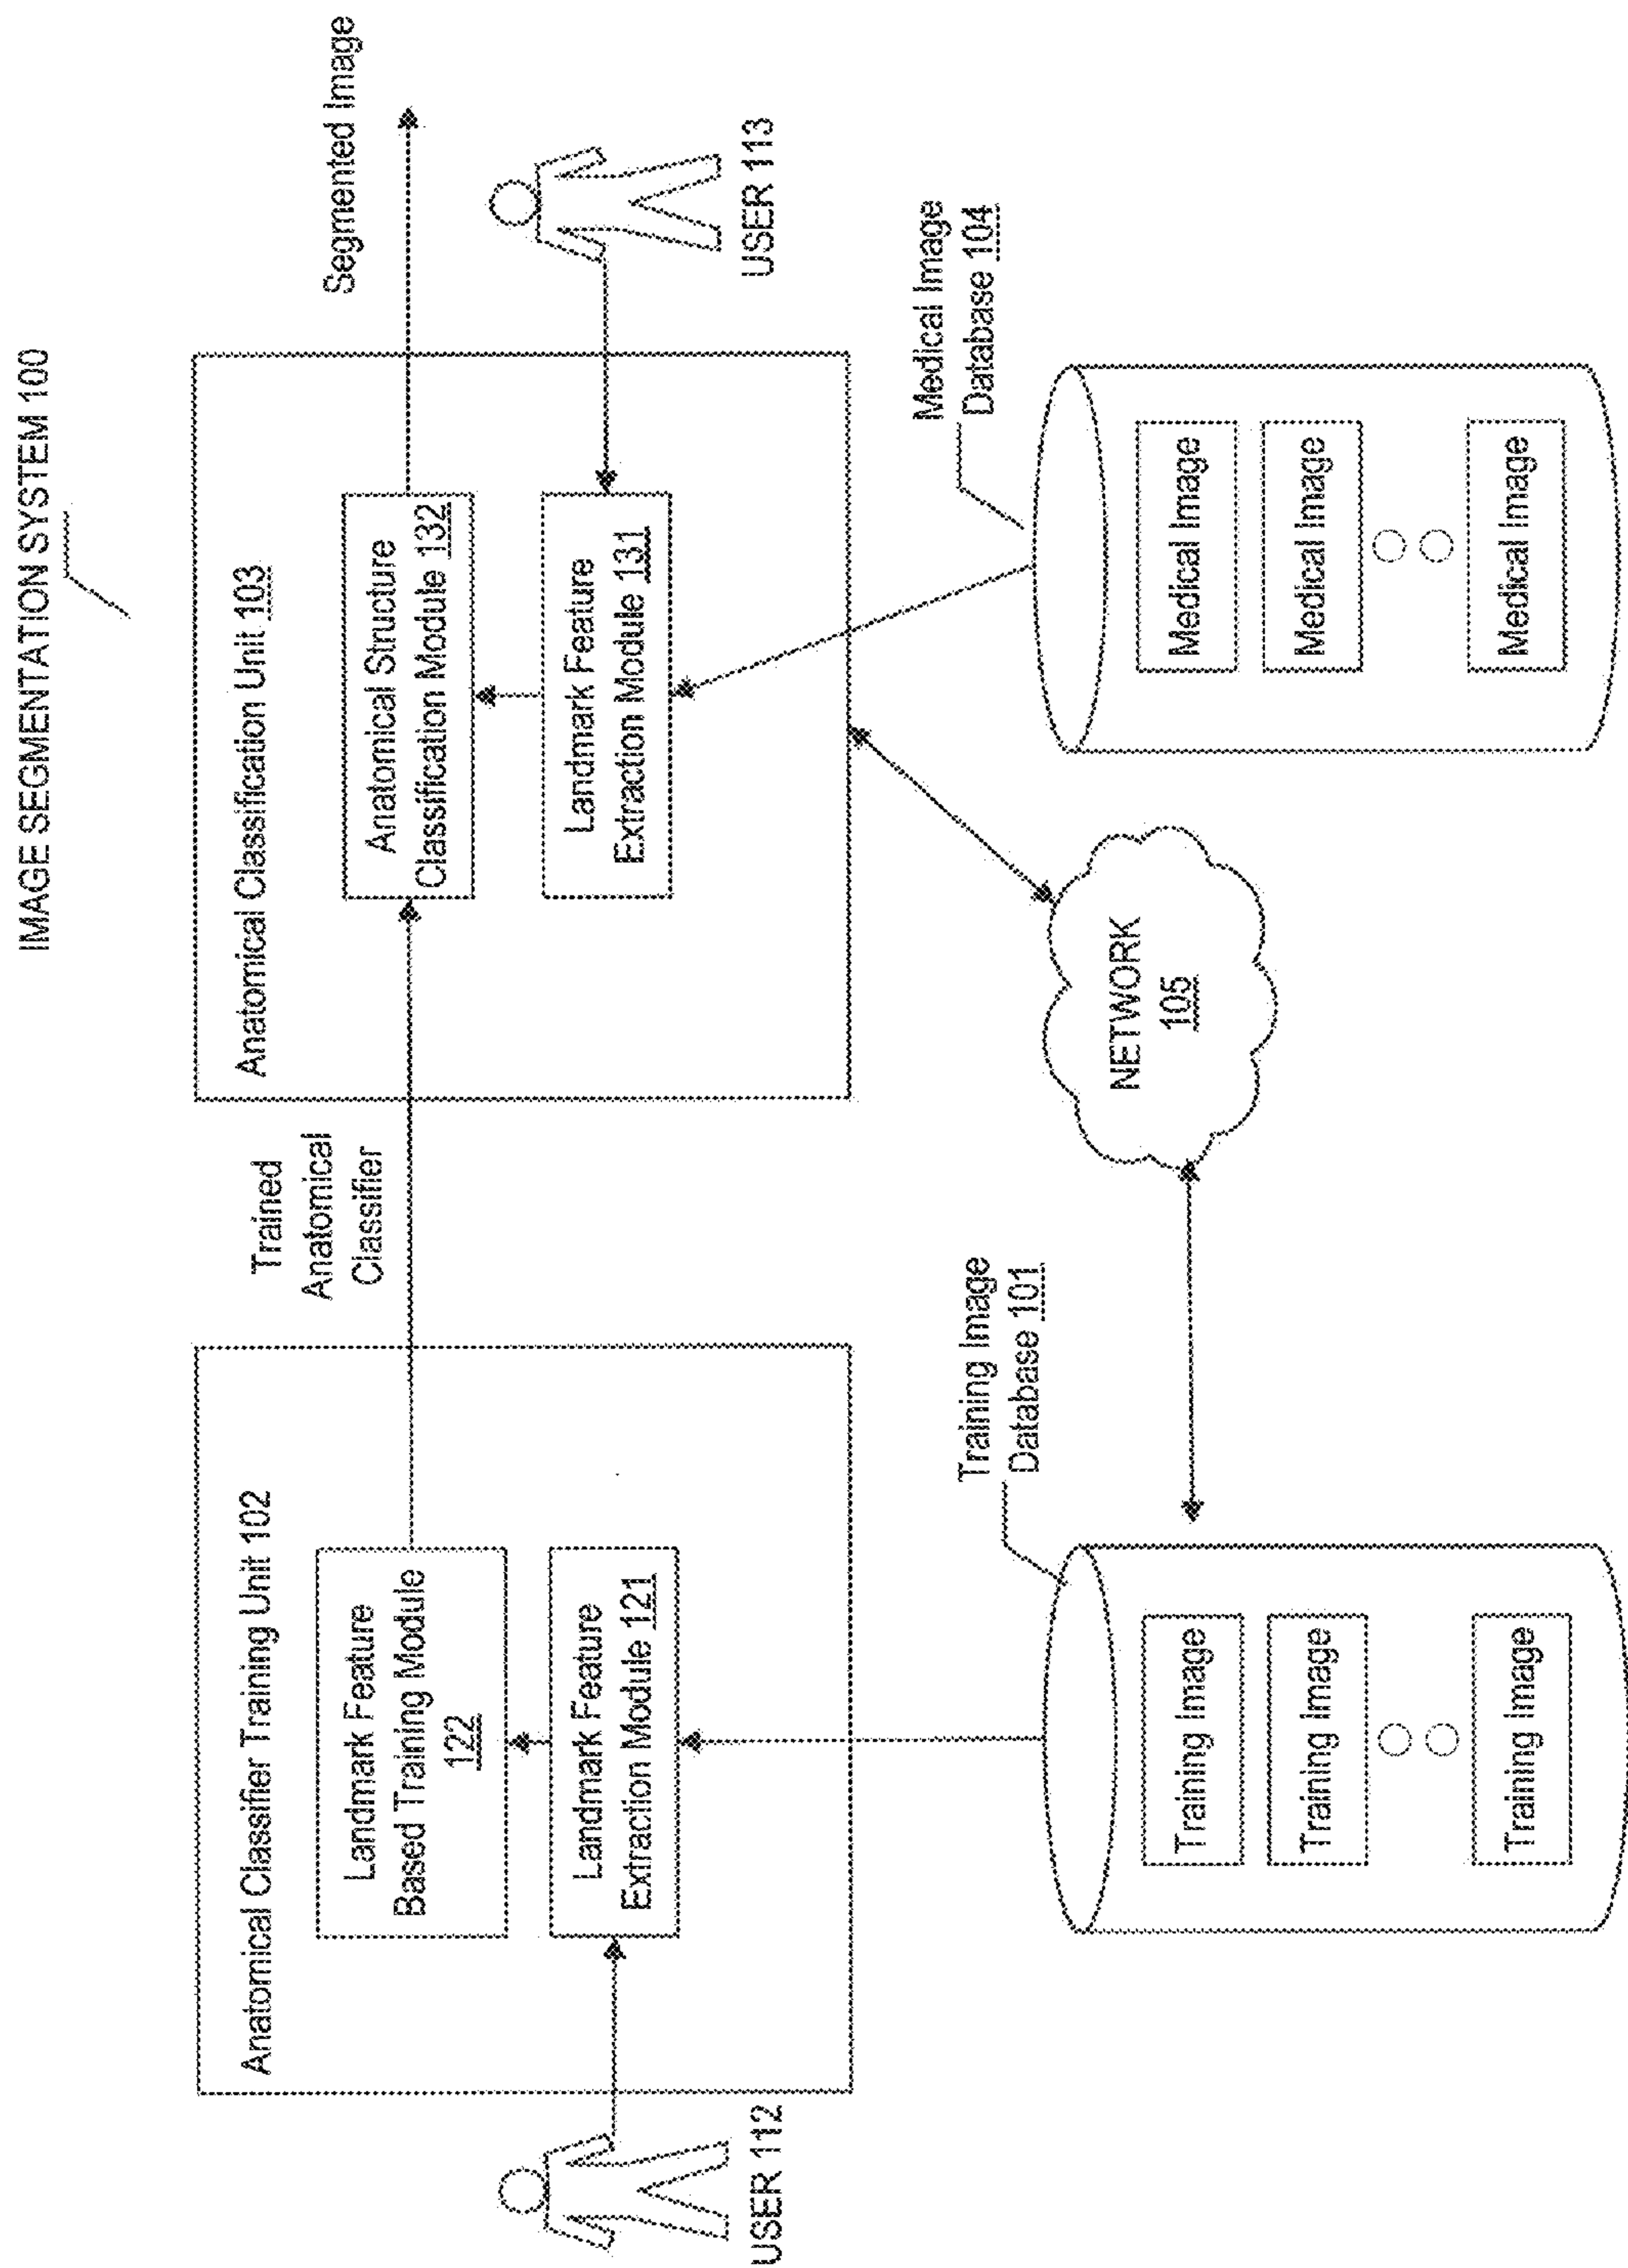 IMAGE SEGMENTATION SYSTEM 100
Anatomical Classifier Training Unit 102
Landmark Feature
Based Training Module
122
Landmark Feature
Extraction Module 121
USER 112
Trained
Anatomical
Classifier
Anatomical Classification Unit 103
Anatomical Structure
Classification Module 132
Landmark Feature
Extraction Module 131
Segmented Image
USER 113
Training Image
Database 101
Training Image
Training Image
Training Image
NETWORK
105
Medical Image
Database 104
Medical Image
Medical Image
Medical Image